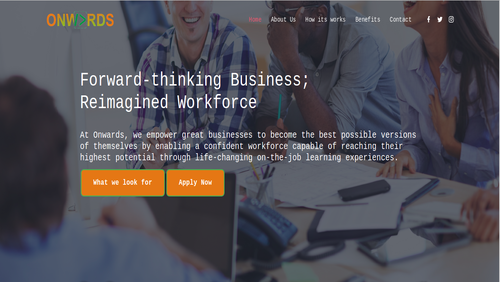 ONWARDS
Home About Us How its works Benefits Contact
Forward-thinking Business;
Reimagined Workforce
At Onwards, we empower great businesses to become the best possible versions
of themselves by enabling a confident workforce capable of reaching their
highest potential through life-changing on-the-job learning experiences.
What we look for Apply Now